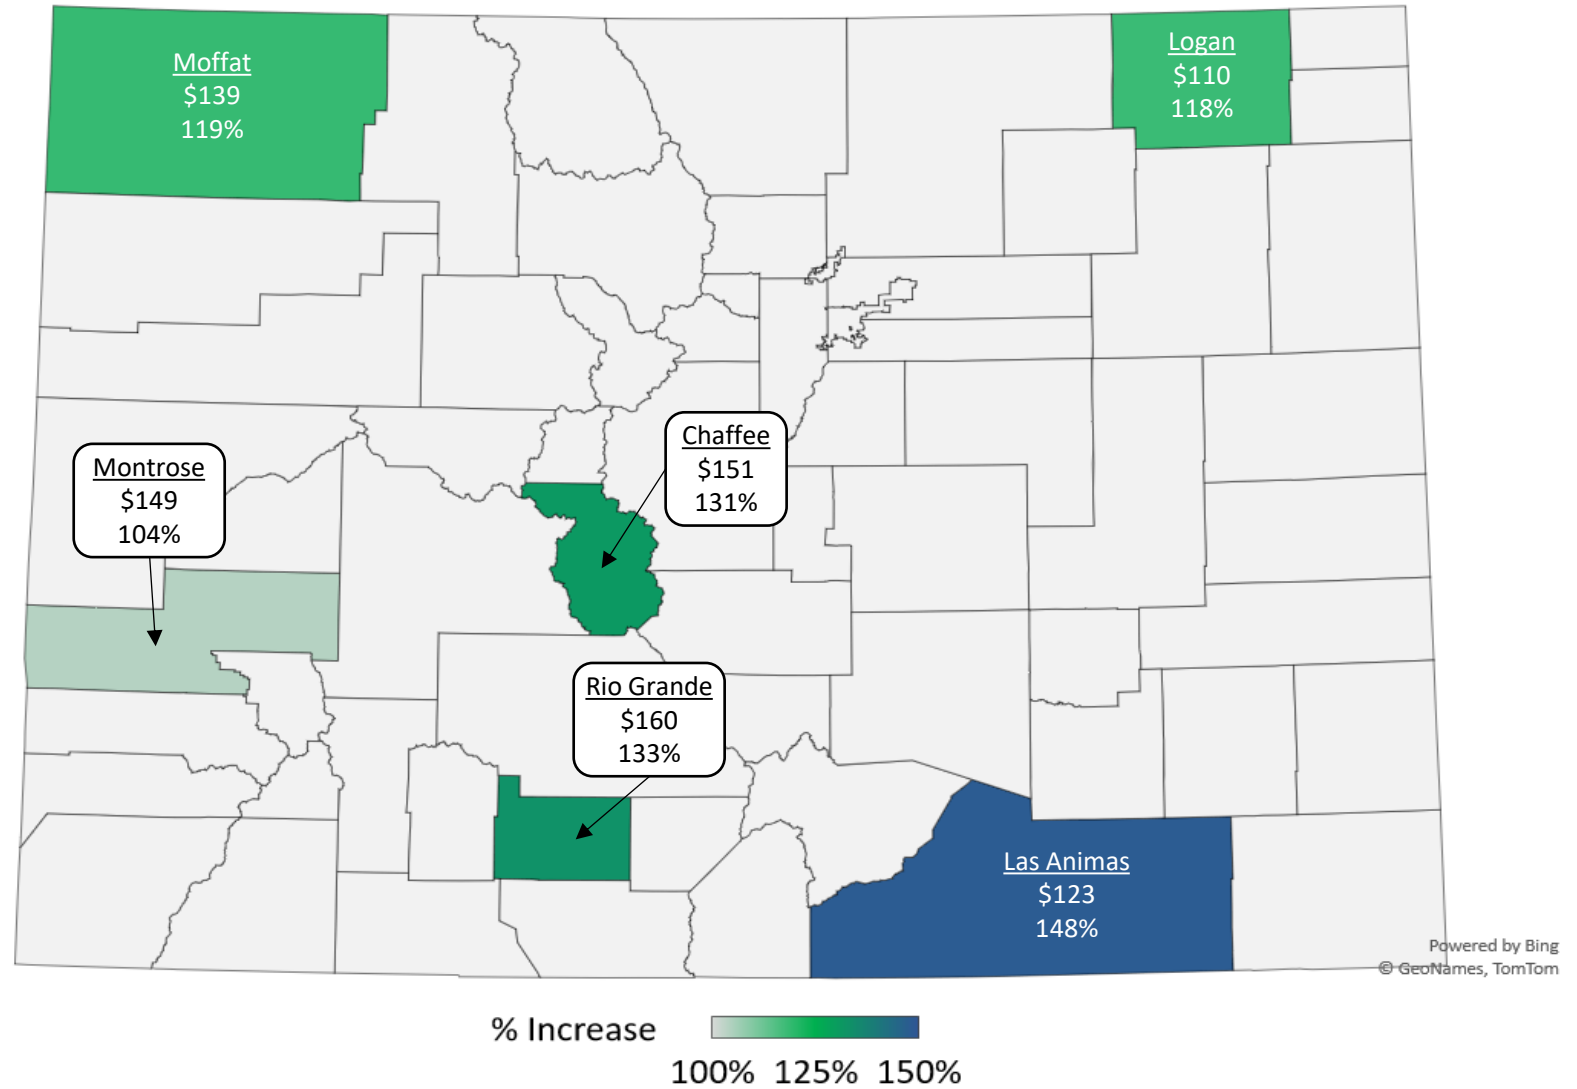 Moffat
$139
119%
Logan
$110
118%
Chaffee
$151
131%
Montrose
$149
104%
Rio Grande
$160
133%
Las Animas
$123
148%
Powered by Bing
© GeoNames, TomTom
% Increase
100% 125% 150%